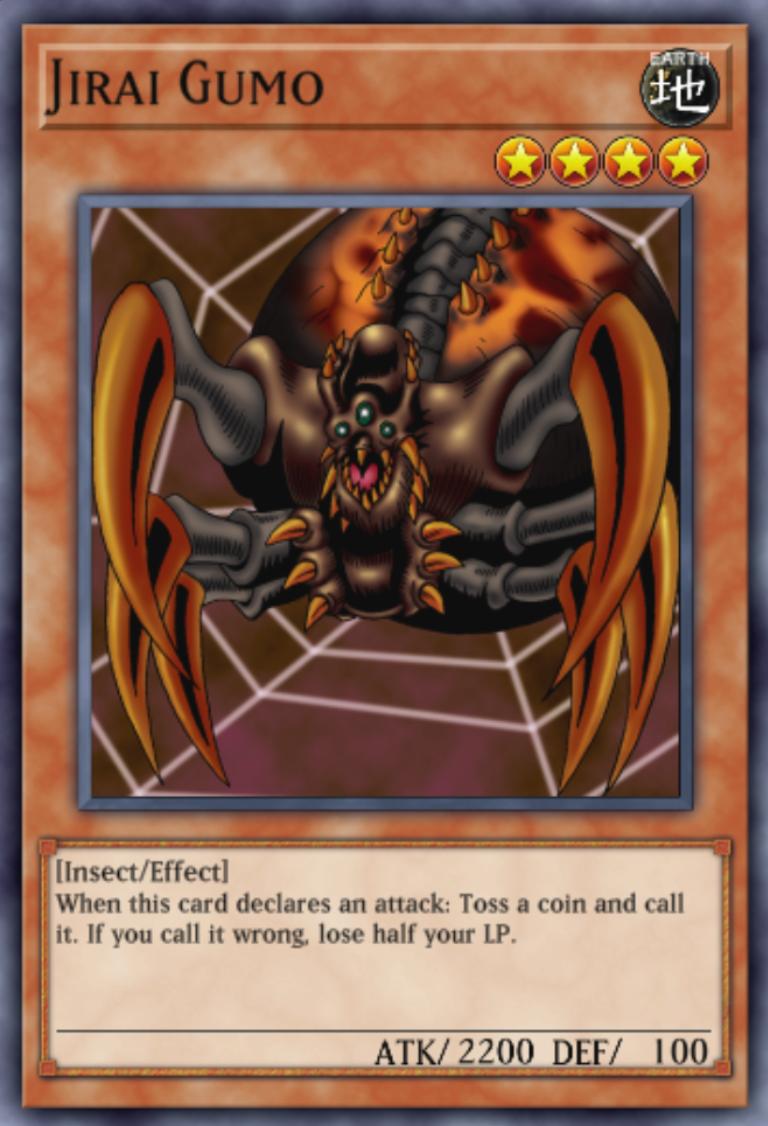 JIRAI GUMO
EARTH
地
[Insect/Effect]
When this card declares an attack: Toss a coin and call
it. If you call it wrong, lose half your LP.
ATK/ 2200 DEF/ 100